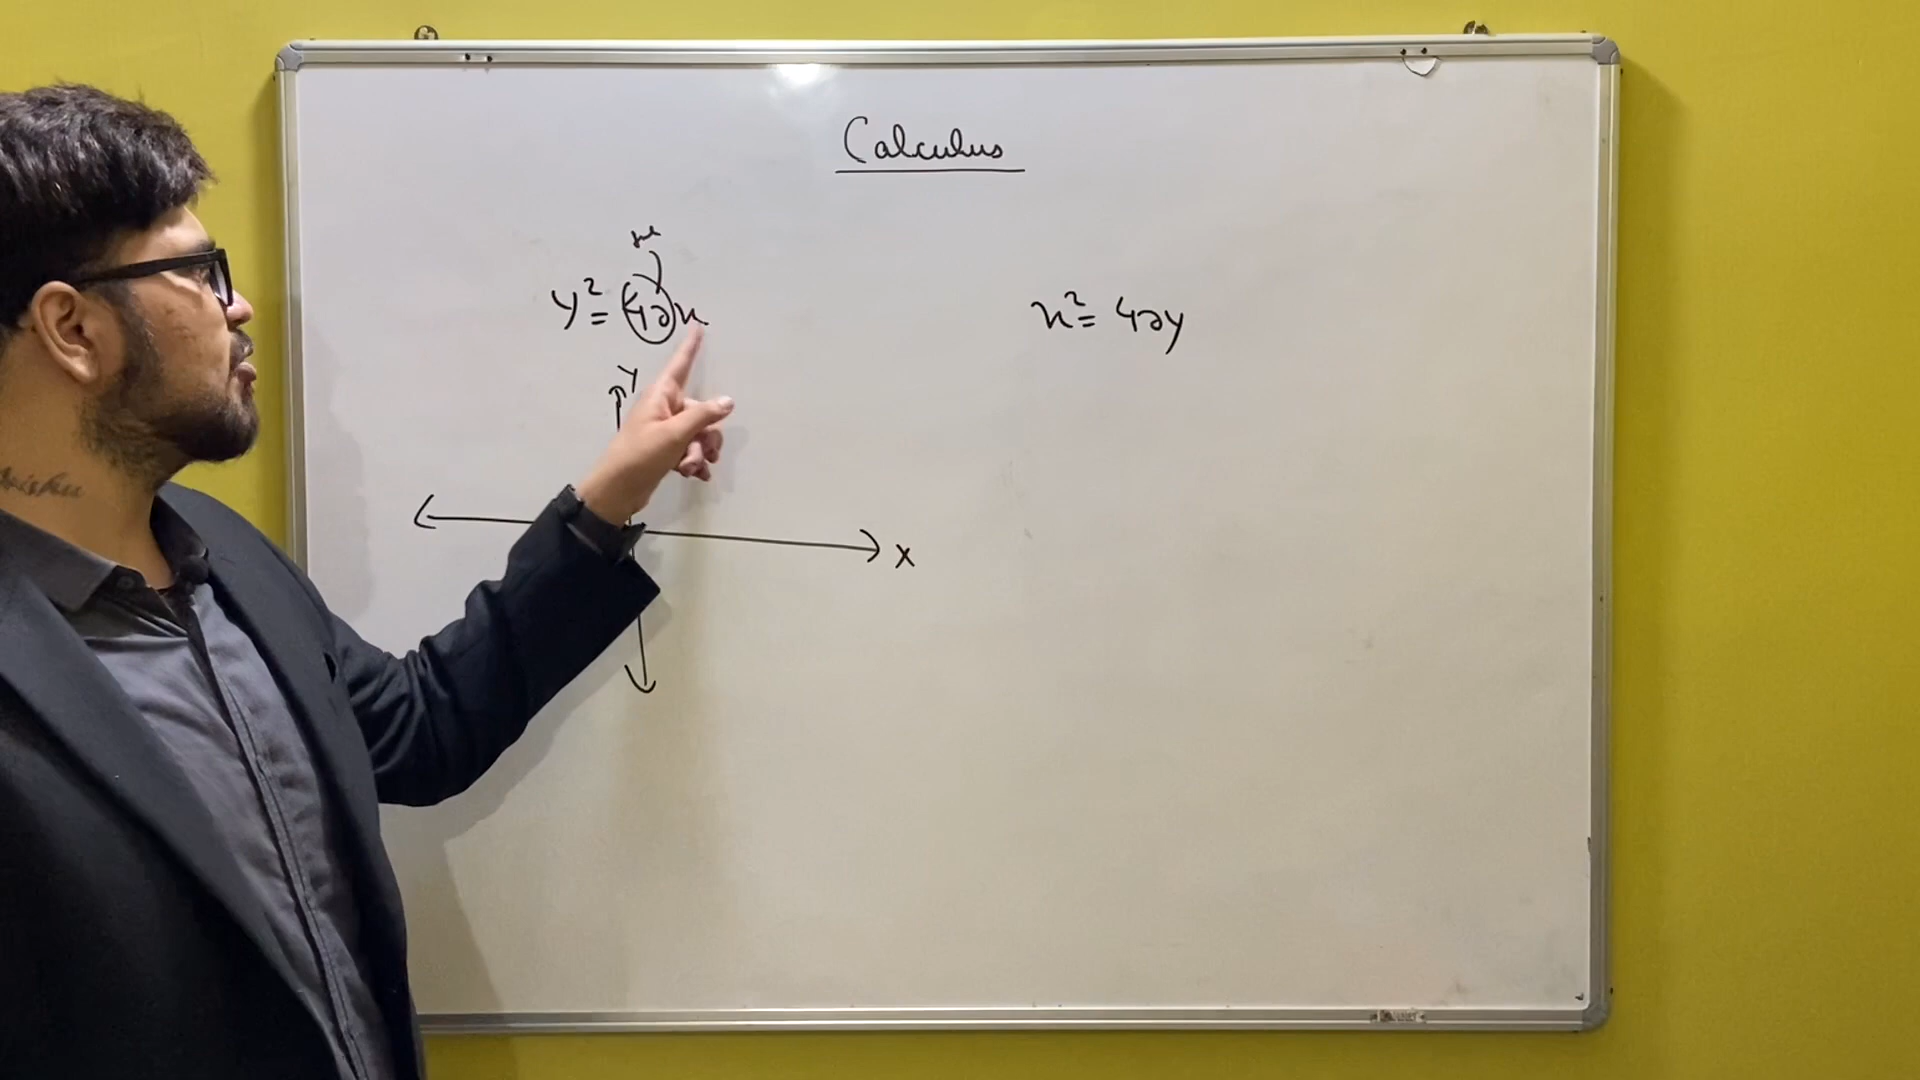 Calculus
y² = 4ax
x² = 4ay
Y
X